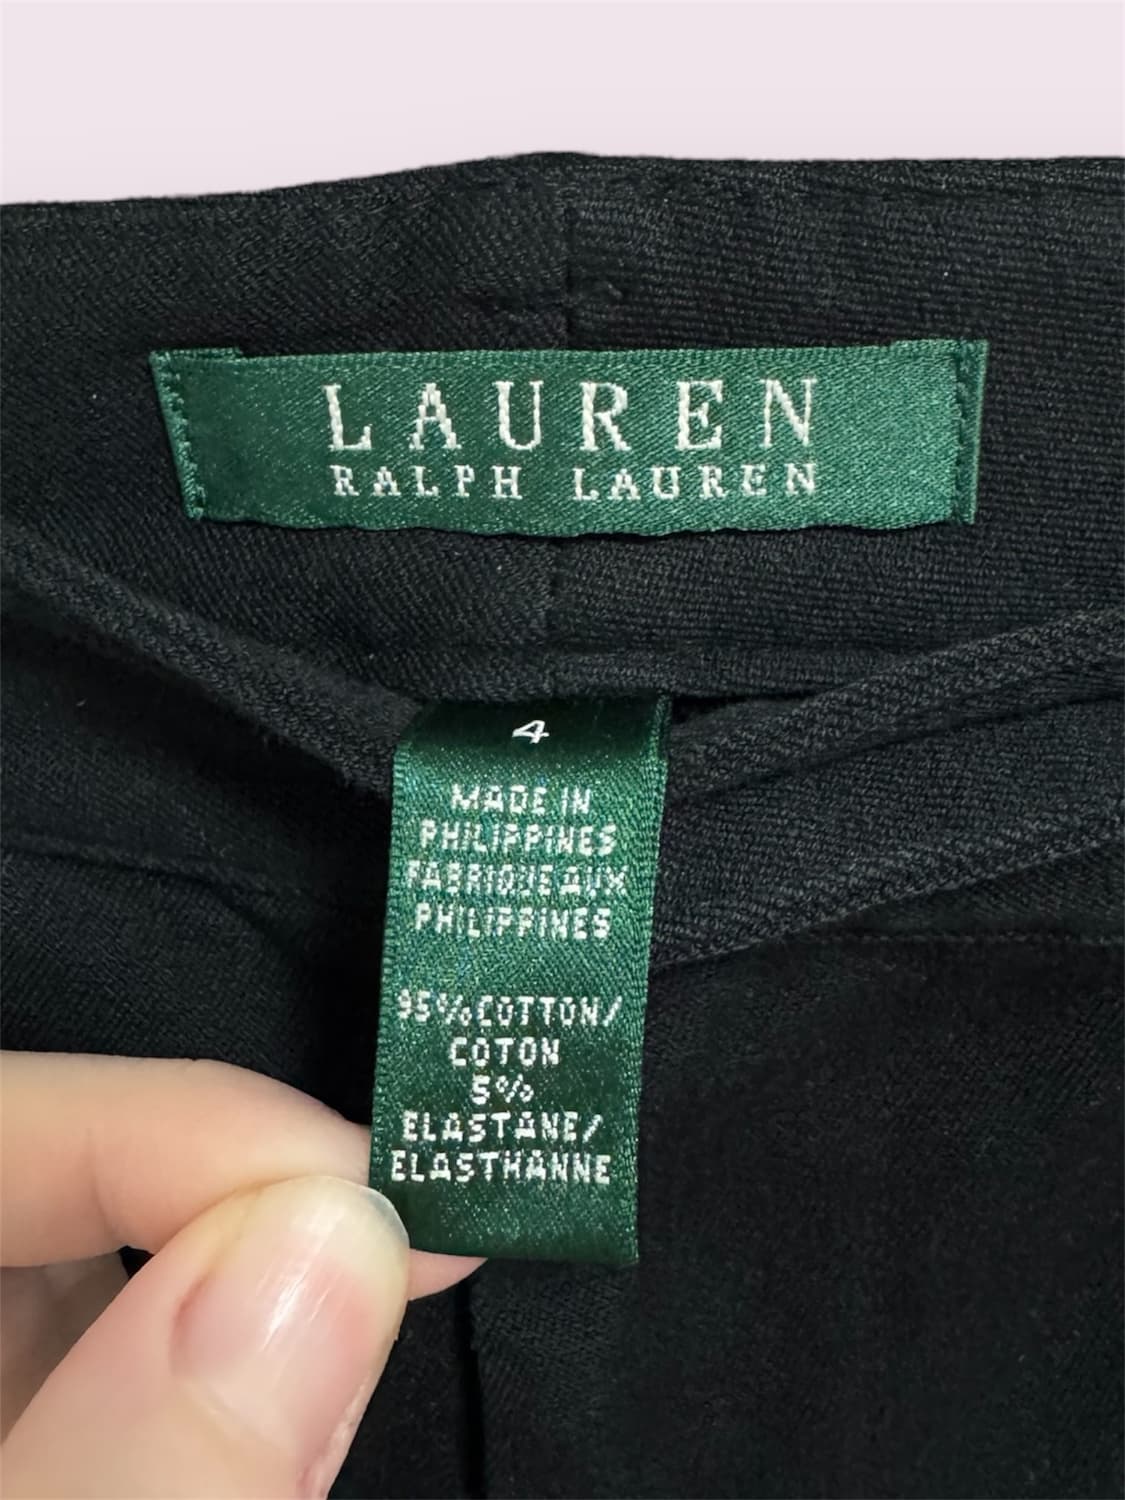 LAUREN
RALPH LAUREN
4
MADE IN
PHILIPPINES
FABRIQUE AUX
PHILIPPINES
95% COTTON/
COTON
5%
ELASTANE/
ELASTHANNE